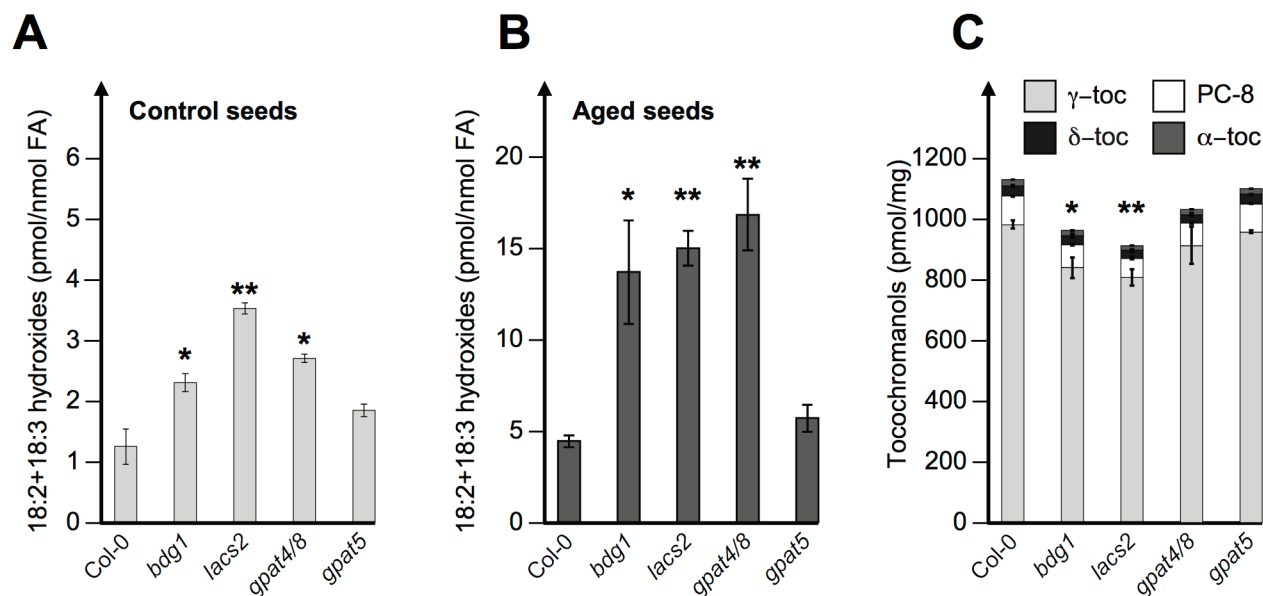 A
Control seeds
18:2+18:3 hydroxides (pmol/nmol FA)
6
5
4
3
2
1
0
*
**
*
Col-0
bdg1
lacs2
gpat4/8
gpat5
B
Aged seeds
18:2+18:3 hydroxides (pmol/nmol FA)
20
15
10
5
0
*
**
**
Col-0
bdg1
lacs2
gpat4/8
gpat5
C
γ–toc
PC-8
δ–toc
α–toc
Tocochromanols (pmol/mg)
1200
1000
800
600
400
200
0
*
**
Col-0
bdg1
lacs2
gpat4/8
gpat5